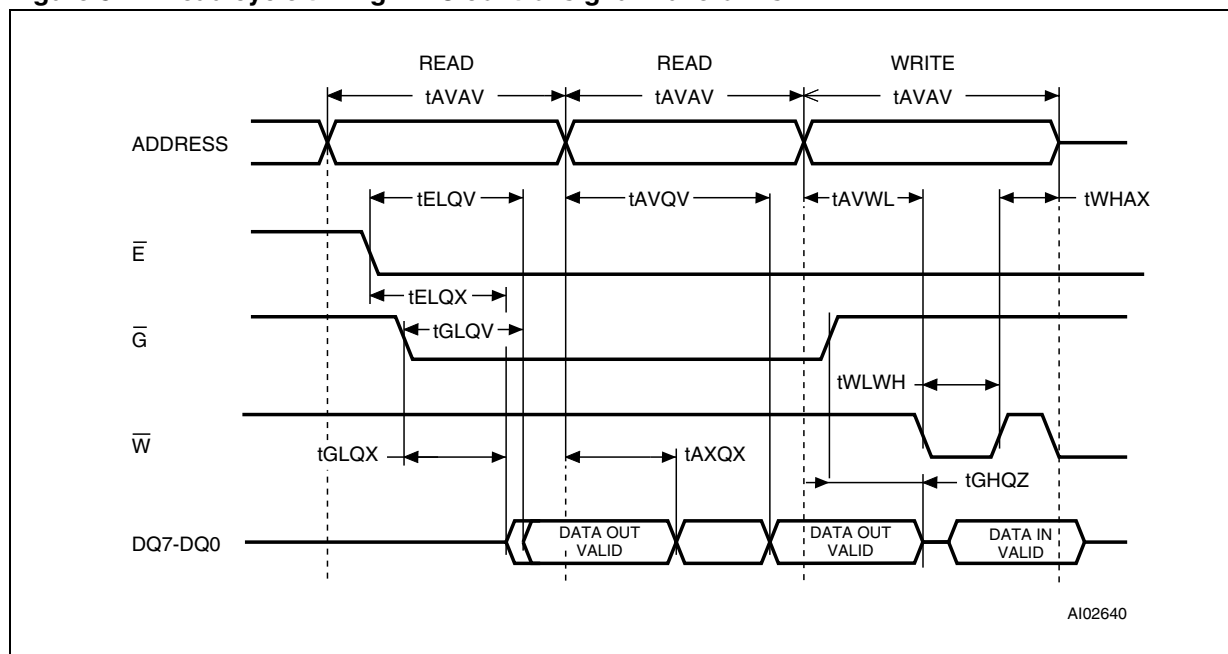 READ READ WRITE
tAVAV tAVAV tAVAV
ADDRESS
tELQV tAVQV tAVWL tWHAX
E
tELQX
tGLQV
G
tWLWH
W
tGLQX tAXQX
tGHQZ
DQ7-DQ0
DATA OUT
VALID
DATA OUT
VALID
DATA IN
VALID
AI02640